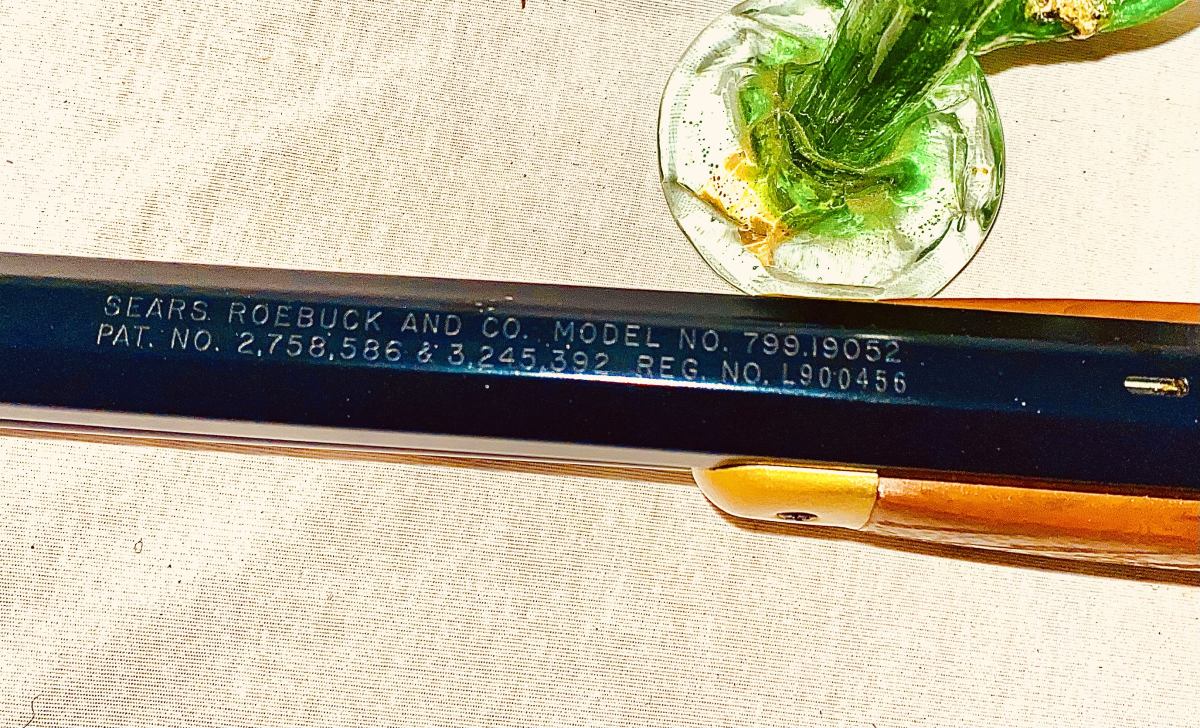 SEARS. ROEBUCK AND CO. MODEL NO. 799.19052
PAT. NO. 2,758,586 & 3,245,392 REG. NO. L900456